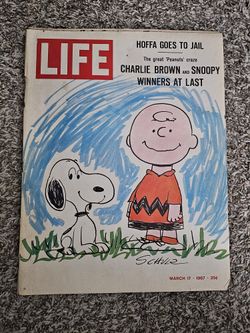 LIFE
HOFFA GOES TO JAIL
The great 'Peanuts' craze
CHARLIE BROWN AND SNOOPY
WINNERS AT LAST
SCHULZ
MARCH 17 · 1967 · 35¢